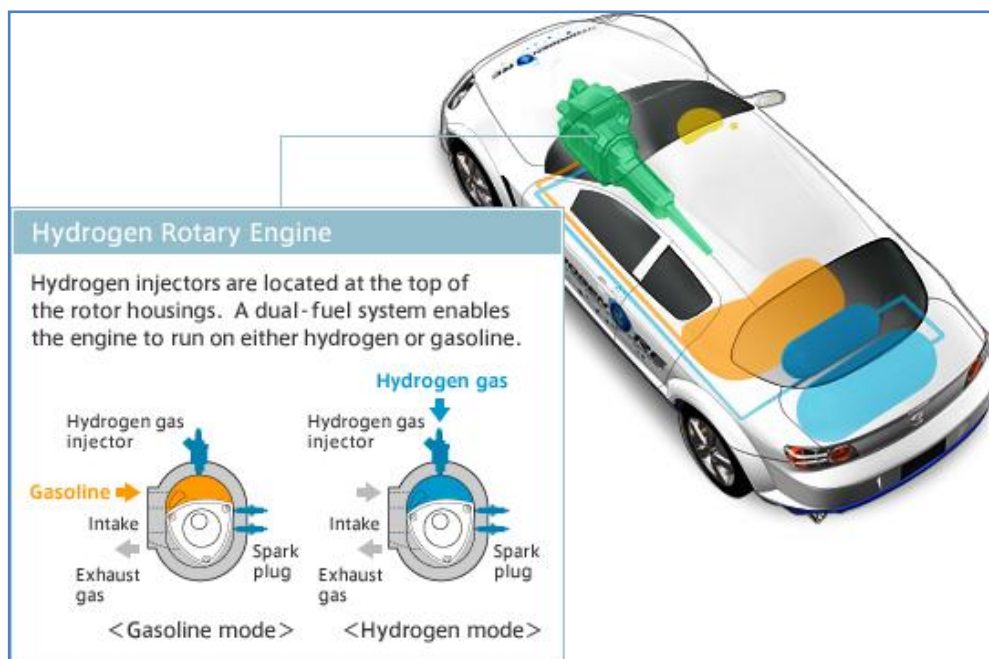 Hydrogen Rotary Engine
Hydrogen injectors are located at the top of
the rotor housings. A dual-fuel system enables
the engine to run on either hydrogen or gasoline.
Hydrogen gas
injector
Gasoline
Intake
Exhaust
gas
Spark
plug
<Gasoline mode>
Hydrogen gas
Hydrogen gas
injector
Intake
Exhaust
gas
Spark
plug
<Hydrogen mode>